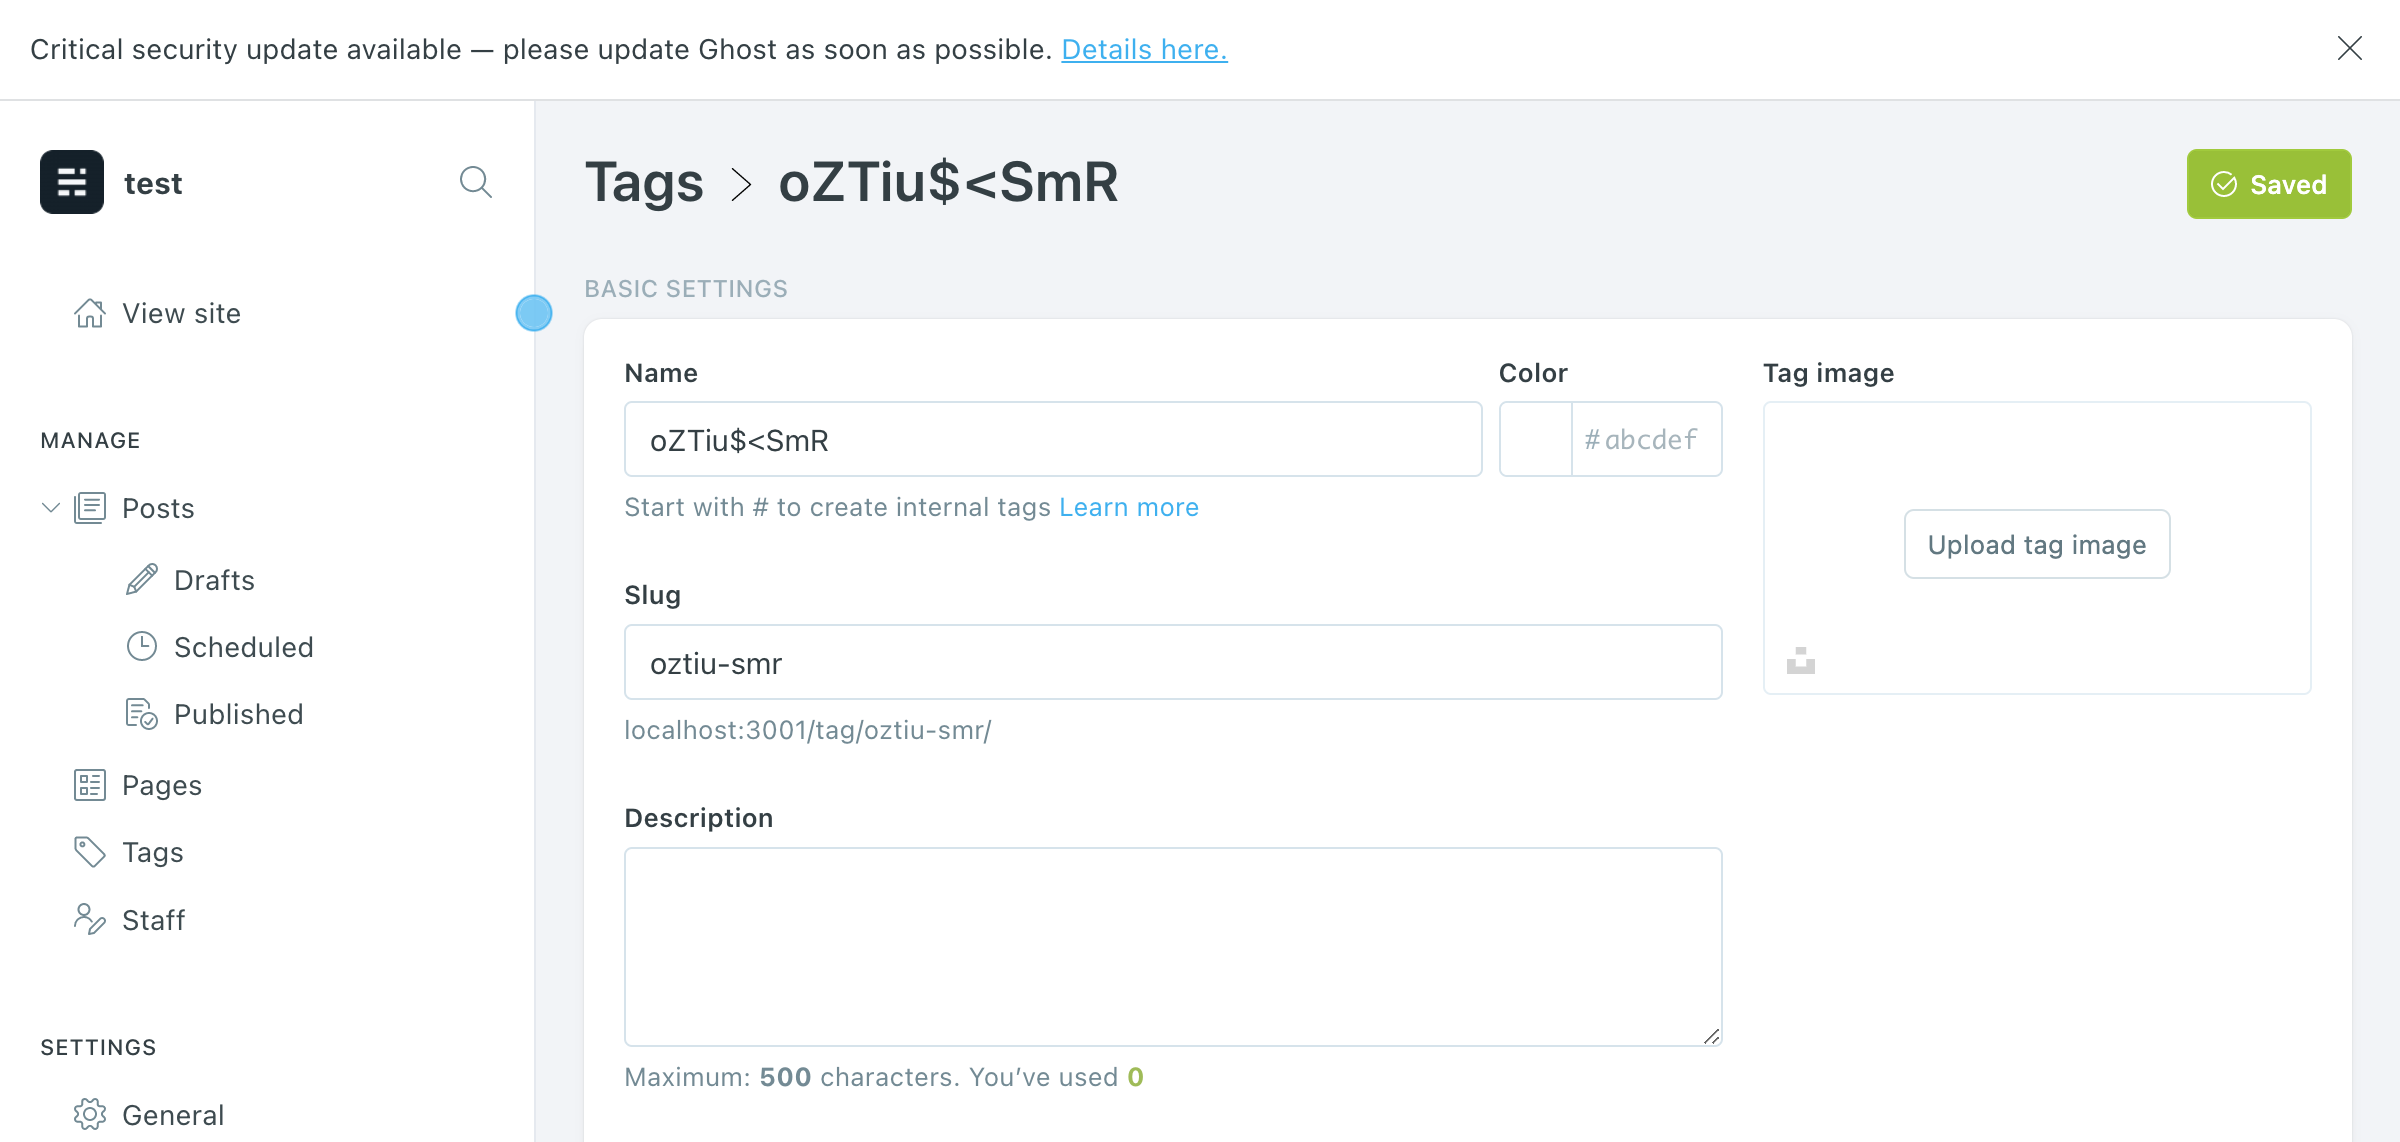 Critical security update available — please update Ghost as soon as possible. Details here.
test
View site
MANAGE
Posts
Drafts
Scheduled
Published
Pages
Tags
Staff
SETTINGS
General
Tags > oZTiu$<SmR
Saved
BASIC SETTINGS
Name
oZTiu$<SmR
Start with # to create internal tags Learn more
Color
#abcdef
Slug
oztiu-smr
localhost:3001/tag/oztiu-smr/
Description
Maximum: 500 characters. You’ve used 0
Tag image
Upload tag image